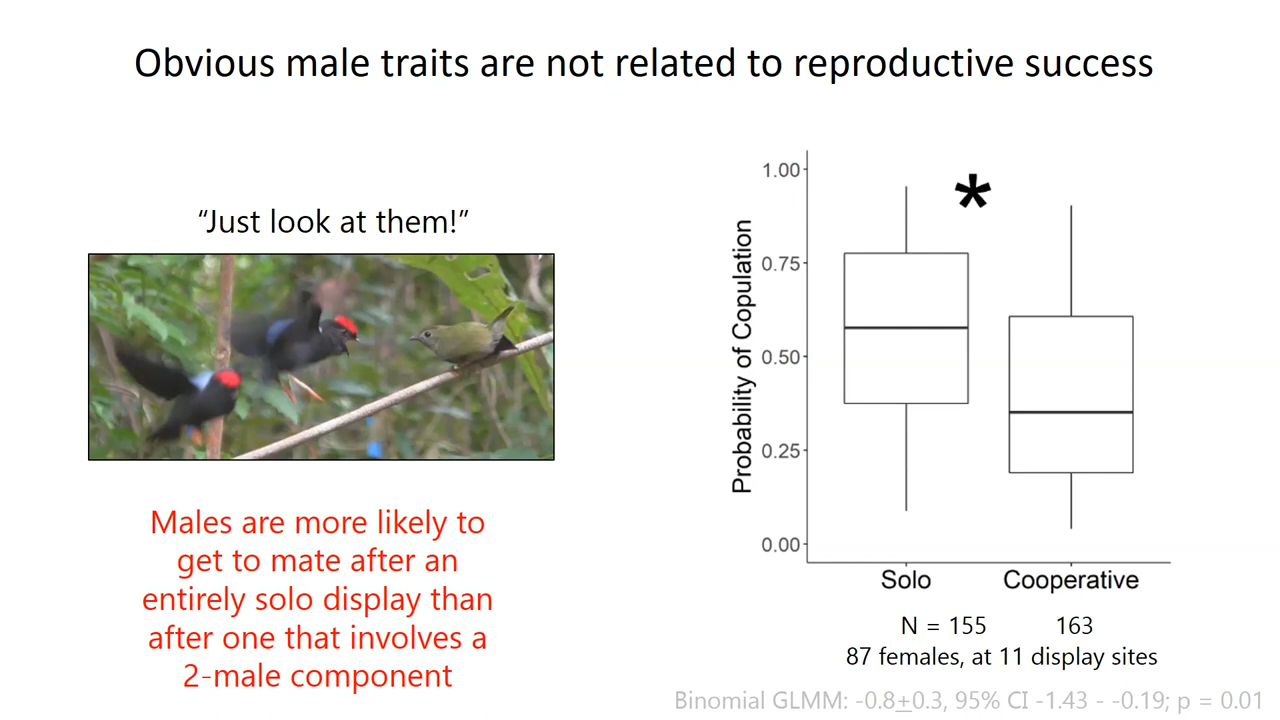 Obvious male traits are not related to reproductive success
“Just look at them!”
Males are more likely to
get to mate after an
entirely solo display than
after one that involves a
2-male component
Probability of Copulation
1.00
0.75
0.50
0.25
0.00
*
Solo Cooperative
N = 155 163
87 females, at 11 display sites
Binomial GLMM: -0.8+0.3, 95% CI -1.43 - -0.19; p = 0.01